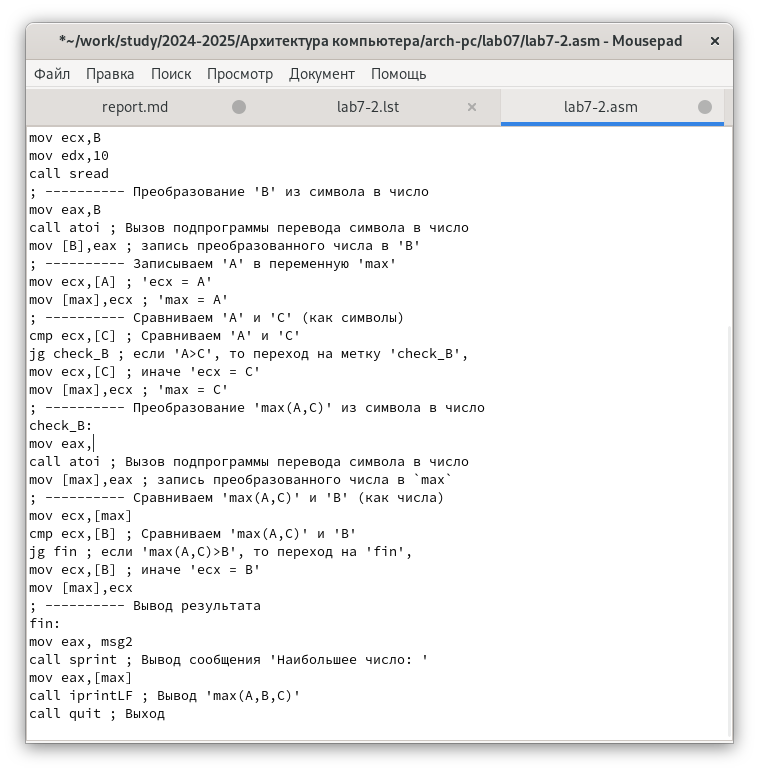 *~/work/study/2024-2025/Архитектура компьютера/arch-pc/lab07/lab7-2.asm - Mousepad
Файл Правка Поиск Просмотр Документ Помощь
report.md lab7-2.lst lab7-2.asm
mov ecx,B
mov edx,10
call sread
; ---------- Преобразование 'B' из символа в число
mov eax,B
call atoi ; Вызов подпрограммы перевода символа в число
mov [B],eax ; запись преобразованного числа в 'B'
; ---------- Записываем 'A' в переменную 'max'
mov ecx,[A] ; 'ecx = A'
mov [max],ecx ; 'max = A'
; ---------- Сравниваем 'A' и 'С' (как символы)
cmp ecx,[C] ; Сравниваем 'A' и 'С'
jg check_B ; если 'A>C', то переход на метку 'check_B',
mov ecx,[C] ; иначе 'ecx = C'
mov [max],ecx ; 'max = C'
; ---------- Преобразование 'max(A,C)' из символа в число
check_B:
mov eax,
call atoi ; Вызов подпрограммы перевода символа в число
mov [max],eax ; запись преобразованного числа в `max`
; ---------- Сравниваем 'max(A,C)' и 'B' (как числа)
mov ecx,[max]
cmp ecx,[B] ; Сравниваем 'max(A,C)' и 'B'
jg fin ; если 'max(A,C)>B', то переход на 'fin',
mov ecx,[B] ; иначе 'ecx = B'
mov [max],ecx
; ---------- Вывод результата
fin:
mov eax, msg2
call sprint ; Вывод сообщения 'Наибольшее число: '
mov eax,[max]
call iprintLF ; Вывод 'max(A,B,C)'
call quit ; Выход